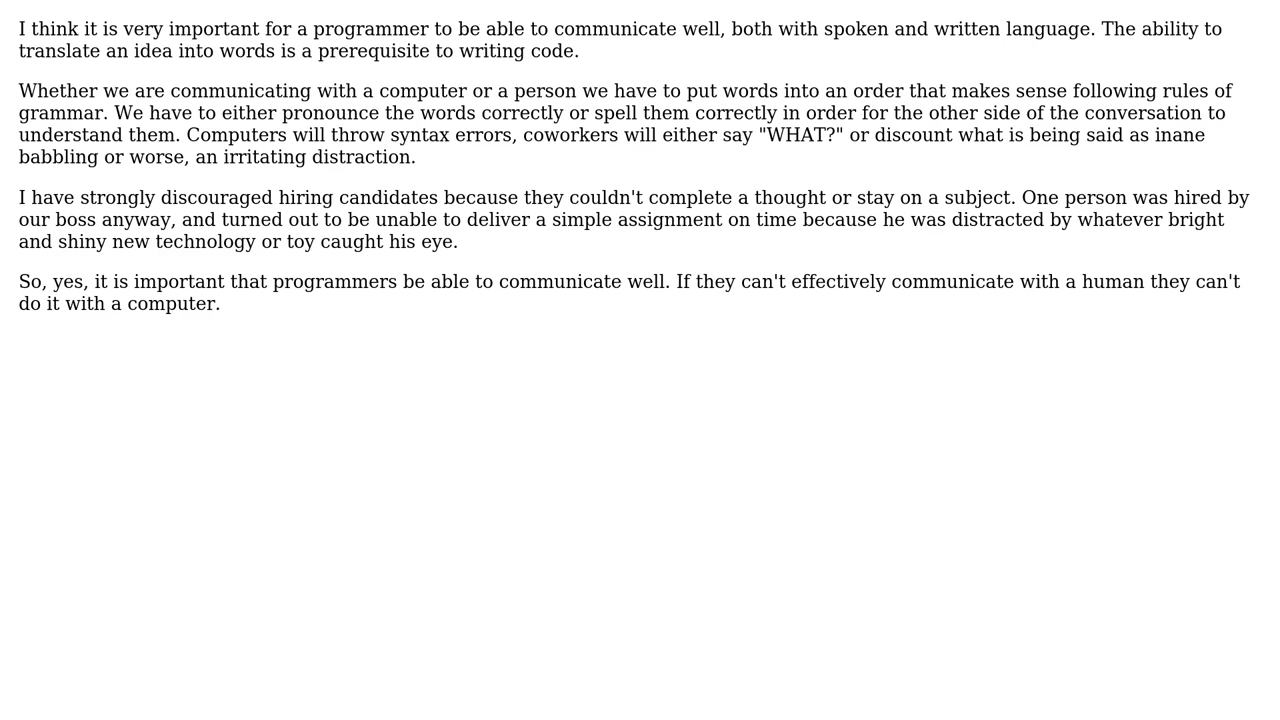 I think it is very important for a programmer to be able to communicate well, both with spoken and written language. The ability to
translate an idea into words is a prerequisite to writing code.
Whether we are communicating with a computer or a person we have to put words into an order that makes sense following rules of
grammar. We have to either pronounce the words correctly or spell them correctly in order for the other side of the conversation to
understand them. Computers will throw syntax errors, coworkers will either say "WHAT?" or discount what is being said as inane
babbling or worse, an irritating distraction.
I have strongly discouraged hiring candidates because they couldn't complete a thought or stay on a subject. One person was hired by
our boss anyway, and turned out to be unable to deliver a simple assignment on time because he was distracted by whatever bright
and shiny new technology or toy caught his eye.
So, yes, it is important that programmers be able to communicate well. If they can't effectively communicate with a human they can't
do it with a computer.